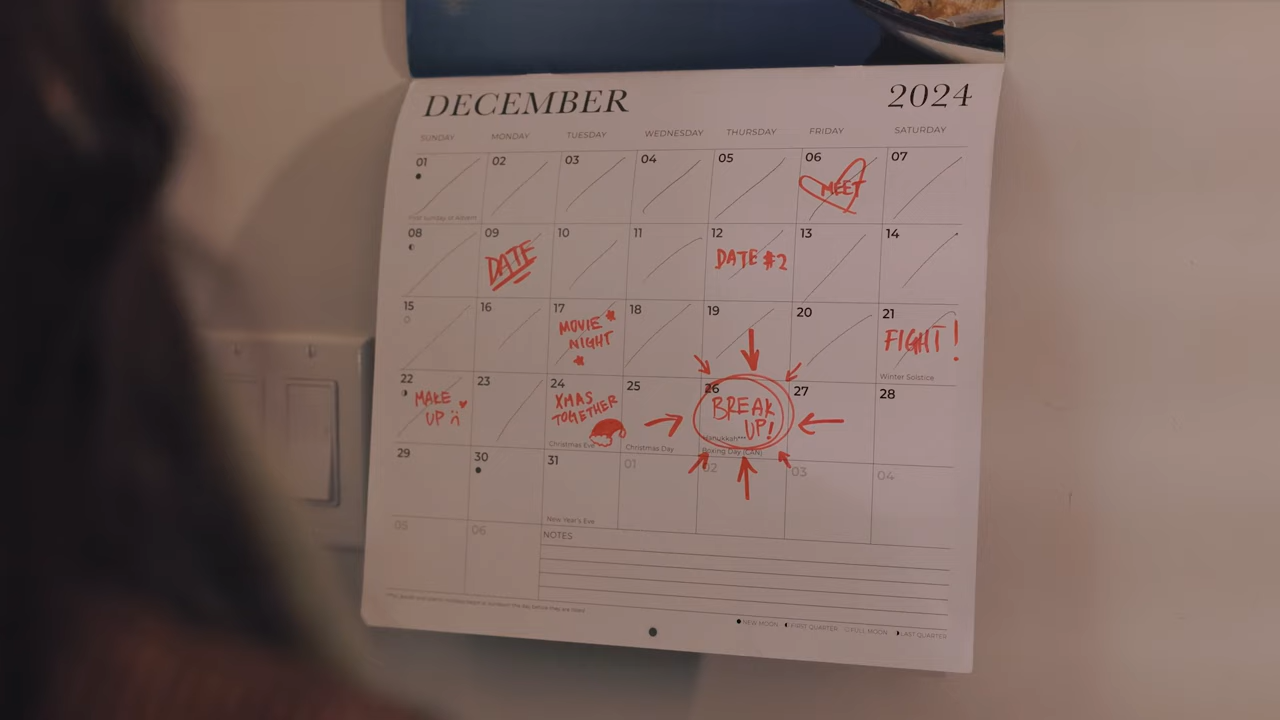 DECEMBER 2024
SUNDAY MONDAY TUESDAY WEDNESDAY THURSDAY FRIDAY SATURDAY
01 02 03 04 05 06 07
MEET
First Sunday of Advent
08 09 10 11 12 13 14
DATE
DATE #2
15 16 17 18 19 20 21
MOVIE
NIGHT
FIGHT!
Winter Solstice
22 23 24 25 26 27 28
MAKE
UP
XMAS
TOGETHER
BREAK
UP!
Christmas Eve
Christmas Day
Hanukkah***
Boxing Day (CAN)
29 30 31 01 02 03 04
New Year's Eve
05 06
NOTES
NEW MOON FIRST QUARTER FULL MOON LAST QUARTER